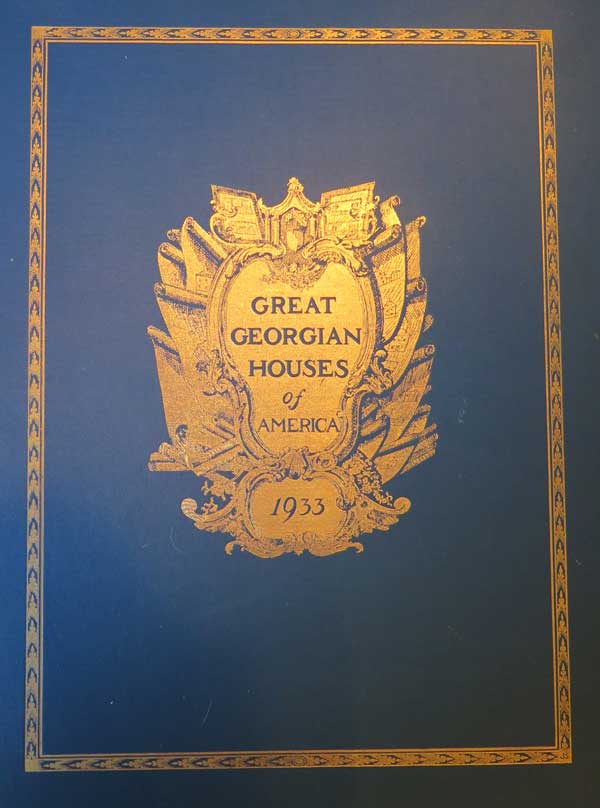 GREAT
GEORGIAN
HOUSES
of
AMERICA
1933